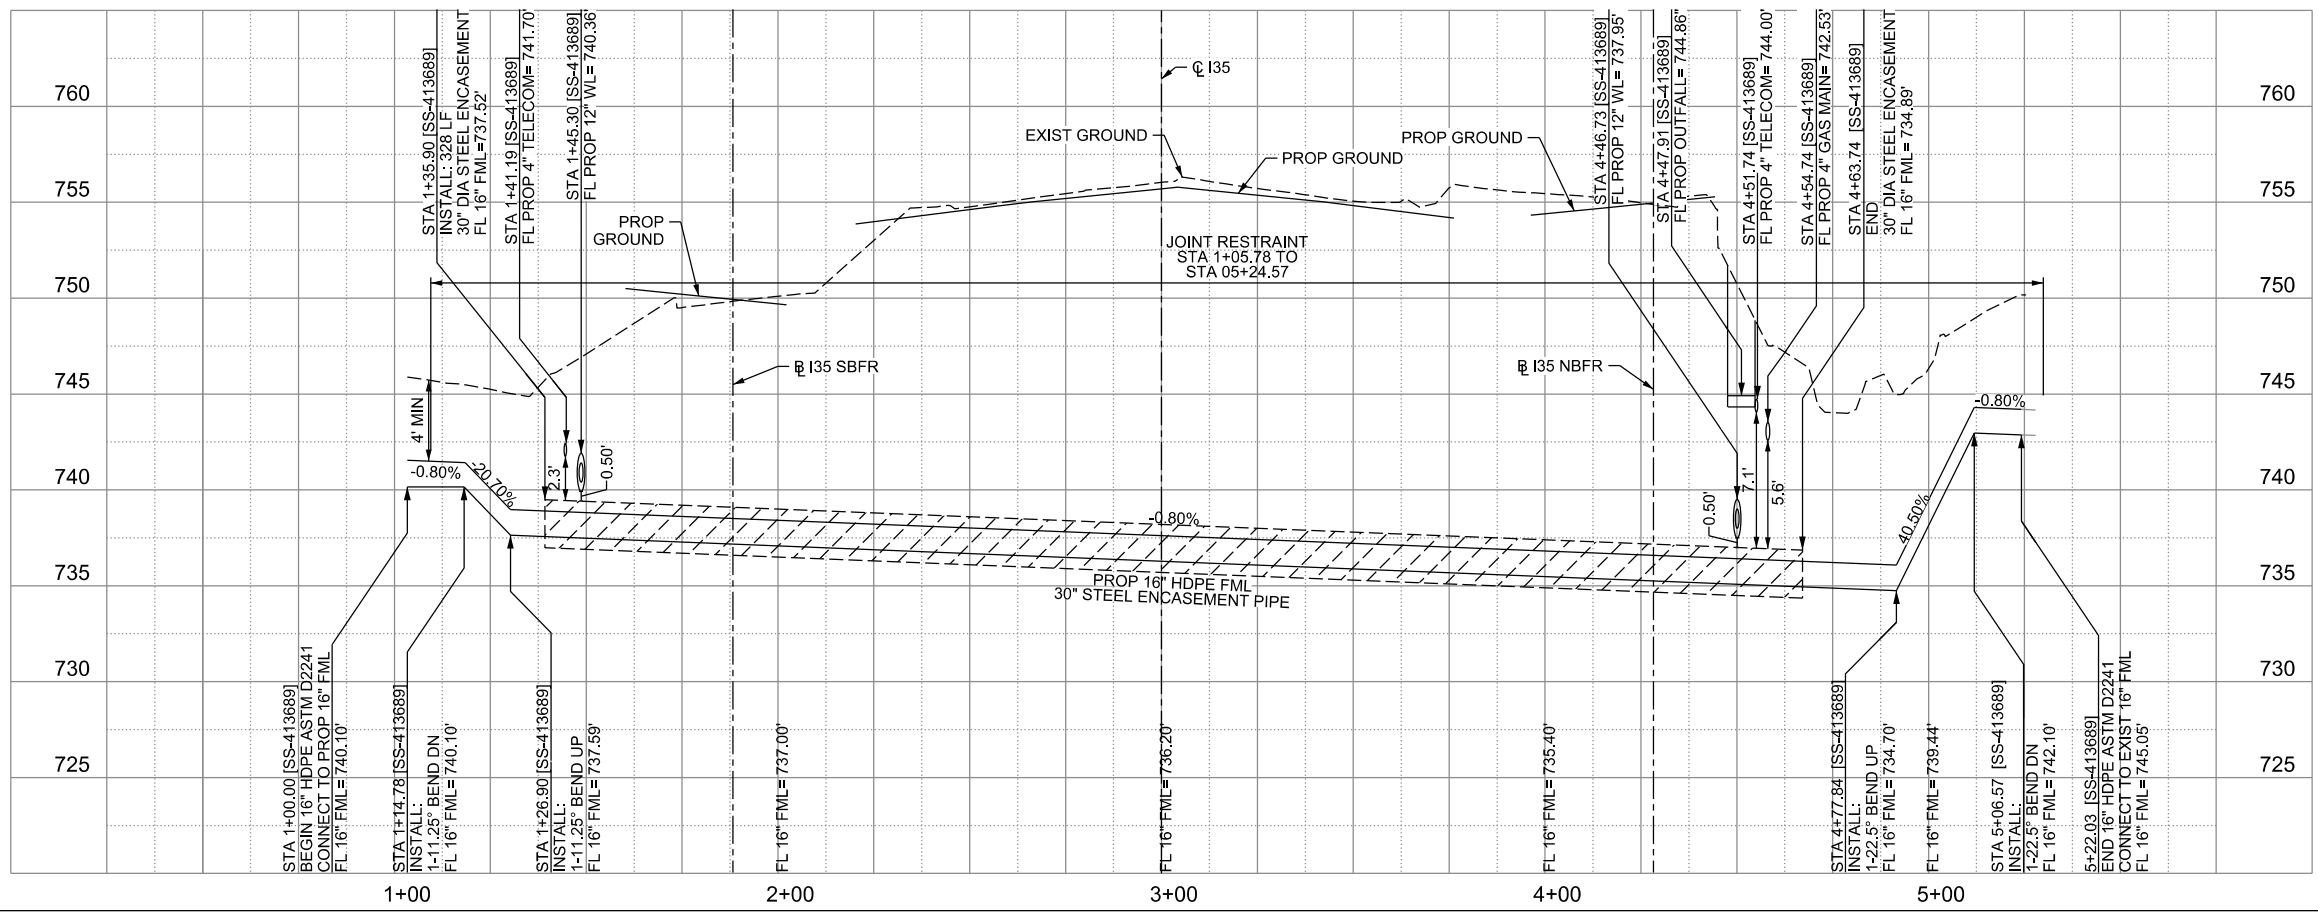 STA 1+35.90 [SS-413689]
INSTALL: 328 LF
30" DIA STEEL ENCASEMENT
FL 16" FML=737.52'
STA 1+41.19 [SS-413689]
FL PROP 4" TELECOM= 741.70'
STA 1+45.30 [SS-413689]
FL PROP 12" WL= 740.36'
℄ I35
EXIST GROUND
PROP GROUND
PROP GROUND
STA 4+46.73 [SS-413689]
FL PROP 12" WL= 737.95'
STA 4+47.91 [SS-413689]
FL PROP OUTFALL= 744.86'
STA 4+51.74 [SS-413689]
FL PROP 4" TELECOM= 744.00'
STA 4+54.74 [SS-413689]
FL PROP 4" GAS MAIN= 742.53'
STA 4+63.74 [SS-413689]
END
30" DIA STEEL ENCASEMENT
FL 16" FML= 734.89'
760
760
755
755
PROP
GROUND
JOINT RESTRAINT
STA 1+05.78 TO
STA 05+24.57
750
750
BL I35 SBFR
BL I35 NBFR
745
745
4' MIN
-0.80%
-20.70%
2.3'
0.50'
-0.80%
0.50'
7.1'
5.6'
40.50%
-0.80%
740
740
735
735
PROP 16" HDPE FML
30" STEEL ENCASEMENT PIPE
730
730
725
725
STA 1+00.00 [SS-413689]
BEGIN 16" HDPE ASTM D2241
CONNECT TO PROP 16" FML
FL 16" FML= 740.10'
STA 1+14.78 [SS-413689]
INSTALL:
1-11.25° BEND DN
FL 16" FML= 740.10'
STA 1+26.90 [SS-413689]
INSTALL:
1-11.25° BEND UP
FL 16" FML= 737.59'
FL 16" FML= 737.00'
FL 16" FML= 736.20'
FL 16" FML= 735.40'
STA 4+77.84 [SS-413689]
INSTALL:
1-22.5° BEND UP
FL 16" FML= 734.70'
FL 16" FML= 739.44'
STA 5+06.57 [SS-413689]
INSTALL:
1-22.5° BEND DN
FL 16" FML= 742.10'
5+22.03 [SS-413689]
END 16" HDPE ASTM D2241
CONNECT TO EXIST 16" FML
FL 16" FML= 745.05'
1+00
2+00
3+00
4+00
5+00